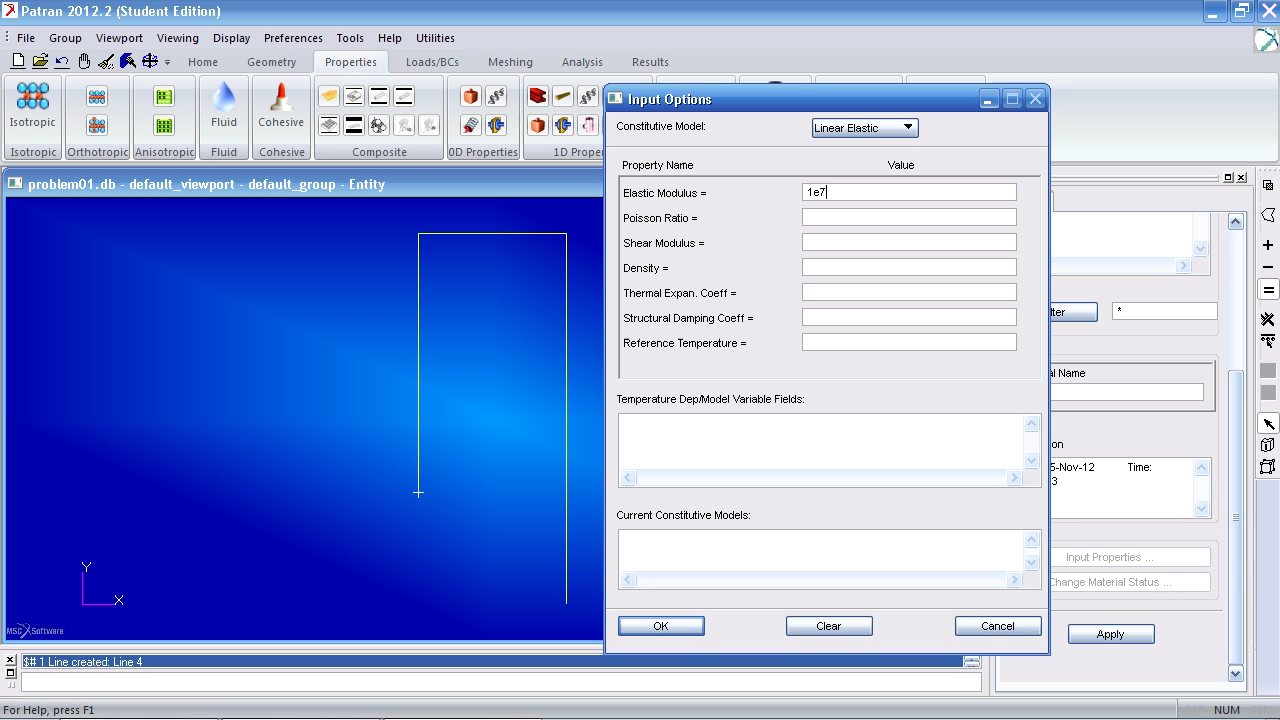 Patran 2012.2 (Student Edition)
File Group Viewport Viewing Display Preferences Tools Help Utilities
Home Geometry Properties Loads/BCs Meshing Analysis Results
Isotropic Fluid Cohesive
Isotropic Orthotropic Anisotropic Fluid Cohesive Composite 0D Properties 1D Proper
Input Options
Constitutive Model: Linear Elastic
Property Name Value
problem01.db - default_viewport - default_group - Entity
Elastic Modulus = 1e7
Poisson Ratio =
Shear Modulus =
Density =
Thermal Expan. Coeff =
Structural Damping Coeff =
Reference Temperature =
lter *
al Name
Temperature Dep/Model Variable Fields:
on
5-Nov-12 Time:
3
Current Constitutive Models:
Input Properties ...
Change Material Status ...
Y
X
MSC Software
OK Clear Cancel
Apply
$# 1 Line created: Line 4
For Help, press F1 NUM